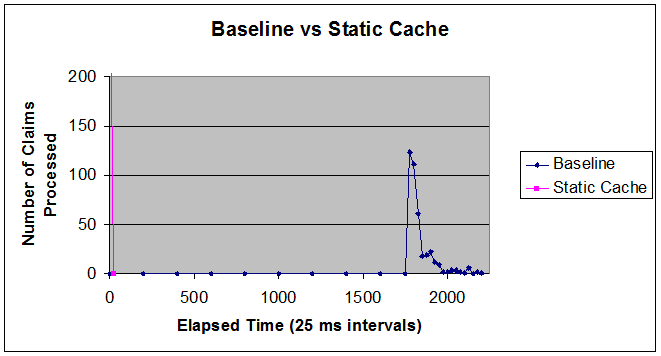 Baseline vs Static Cache
200
150
100
50
0
Number of Claims
Processed
0 500 1000 1500 2000
Elapsed Time (25 ms intervals)
Baseline
Static Cache